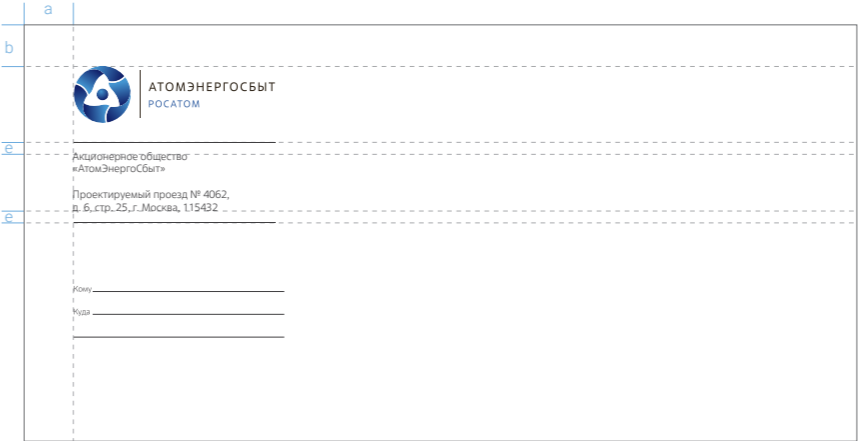 a
b
АТОМЭНЕРГОСБЫТ
РОСАТОМ
e
Акционерное общество
«АтомЭнергоСбыт»
Проектируемый проезд № 4062,
д. 6, стр. 25, г. Москва, 115432
e
Кому
Куда